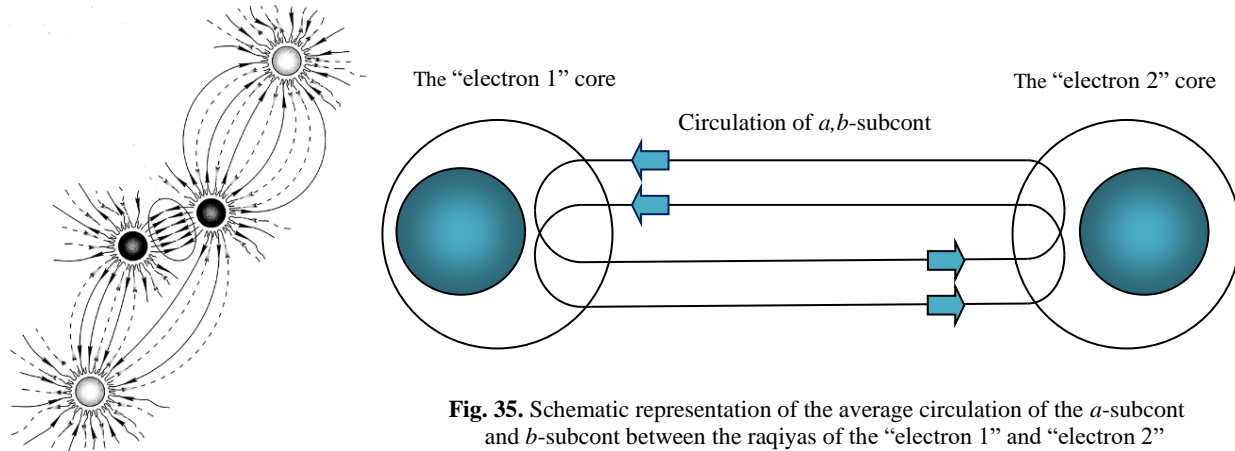 The “electron 1” core
The “electron 2” core
Circulation of a,b-subcont
Fig. 35. Schematic representation of the average circulation of the a-subcont
and b-subcont between the raqiyas of the “electron 1” and “electron 2”